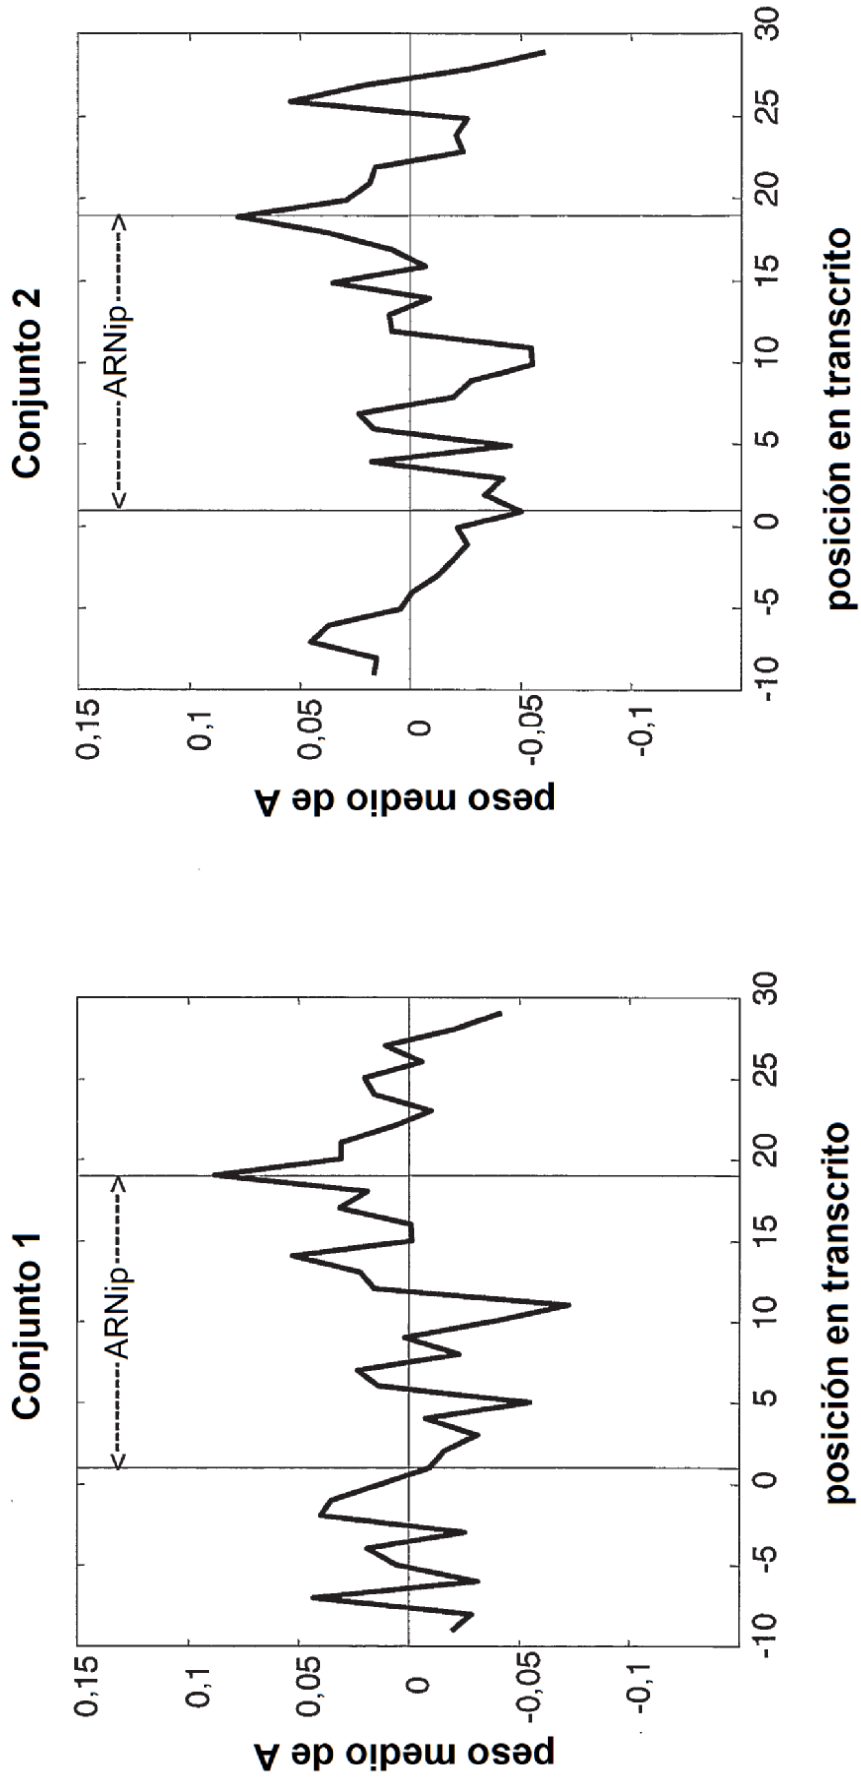 Conjunto 1
0,15
0,1
0,05
0
-0,05
-0,1
peso medio de A
<------ARNip------>
-10 -5 0 5 10 15 20 25 30
posición en transcrito
Conjunto 2
0,15
0,1
0,05
0
-0,05
-0,1
peso medio de A
<------ARNip------>
-10 -5 0 5 10 15 20 25 30
posición en transcrito